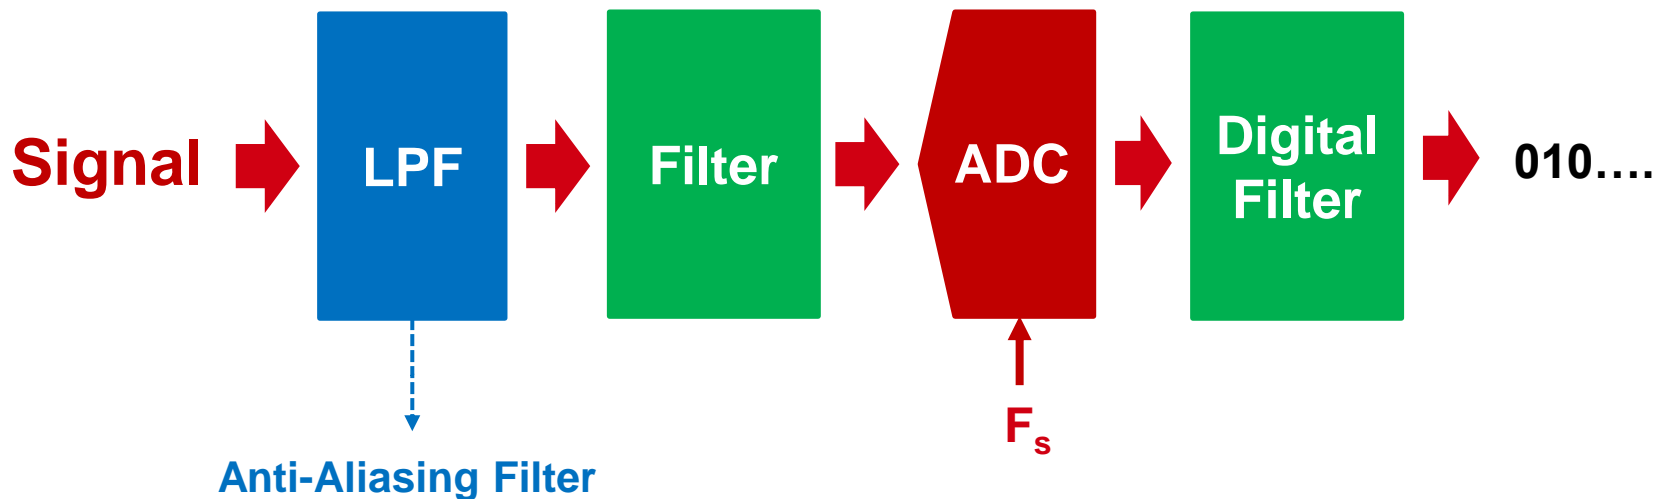 Signal
LPF
Filter
ADC
Digital
Filter
010....
Fs
Anti-Aliasing Filter